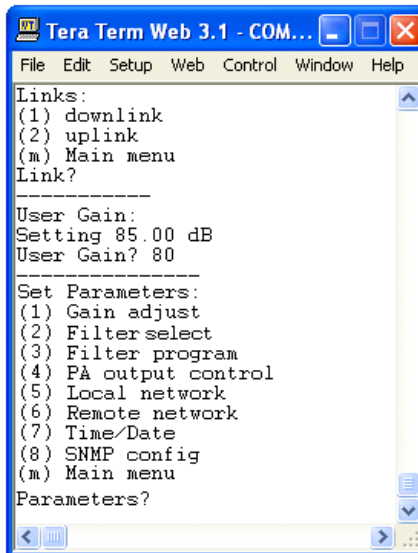 Tera Term Web 3.1 - COM...
File Edit Setup Web Control Window Help
Links:
(1) downlink
(2) uplink
(m) Main menu
Link?
-----------
User Gain:
Setting 85.00 dB
User Gain? 80
---------------
Set Parameters:
(1) Gain adjust
(2) Filter select
(3) Filter program
(4) PA output control
(5) Local network
(6) Remote network
(7) Time/Date
(8) SNMP config
(m) Main menu
Parameters?